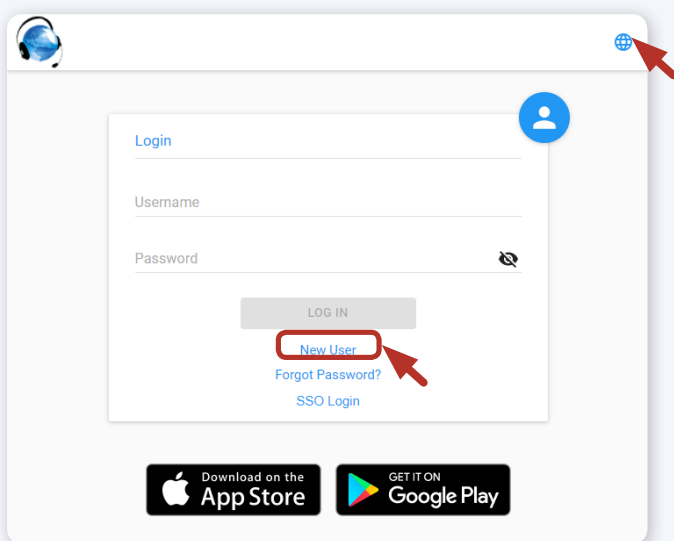 Login
Username
Password
LOG IN
New User
Forgot Password?
SSO Login
Download on the
App Store
GET IT ON
Google Play